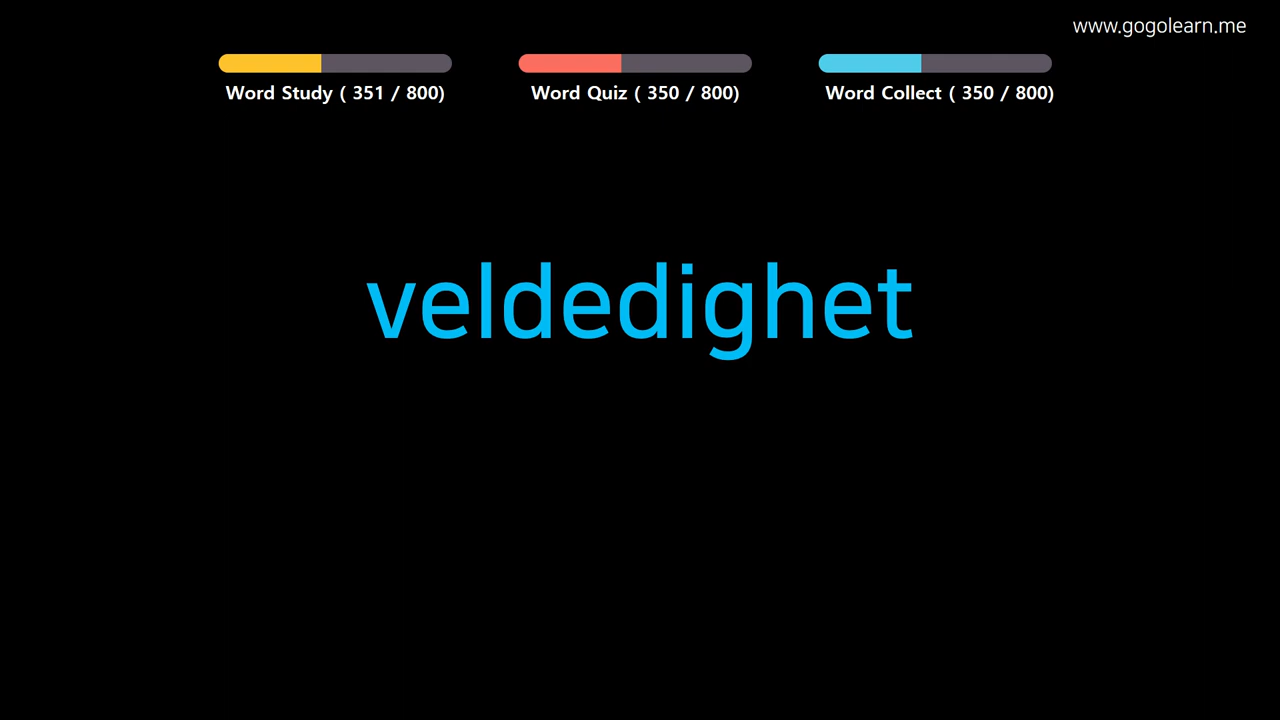 www.gogolearn.me
Word Study ( 351 / 800)
Word Quiz ( 350 / 800)
Word Collect ( 350 / 800)
veldedighet